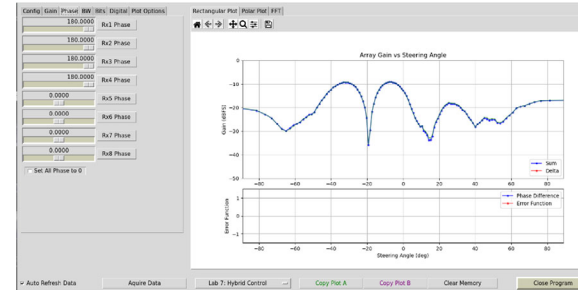 Config Gain Phase BW Bits Digital Plot Options
180.0000 Rx1 Phase
180.0000 Rx2 Phase
180.0000 Rx3 Phase
180.0000 Rx4 Phase
0.0000 Rx5 Phase
0.0000 Rx6 Phase
0.0000 Rx7 Phase
0.0000 Rx8 Phase
Set All Phase to 0
Rectangular Plot Polar Plot FFT
Array Gain vs Steering Angle
0
−10
−20
−30
−40
−50
Gain [dBFS]
Sum
Delta
−80 −60 −40 −20 0 20 40 60 80
1
0
−1
Error Function
Phase Difference
Error Function
−80 −60 −40 −20 0 20 40 60 80
Steering Angle [deg]
Auto Refresh Data Aquire Data Lab 7: Hybrid Control Copy Plot A Copy Plot B Clear Memory Close Program